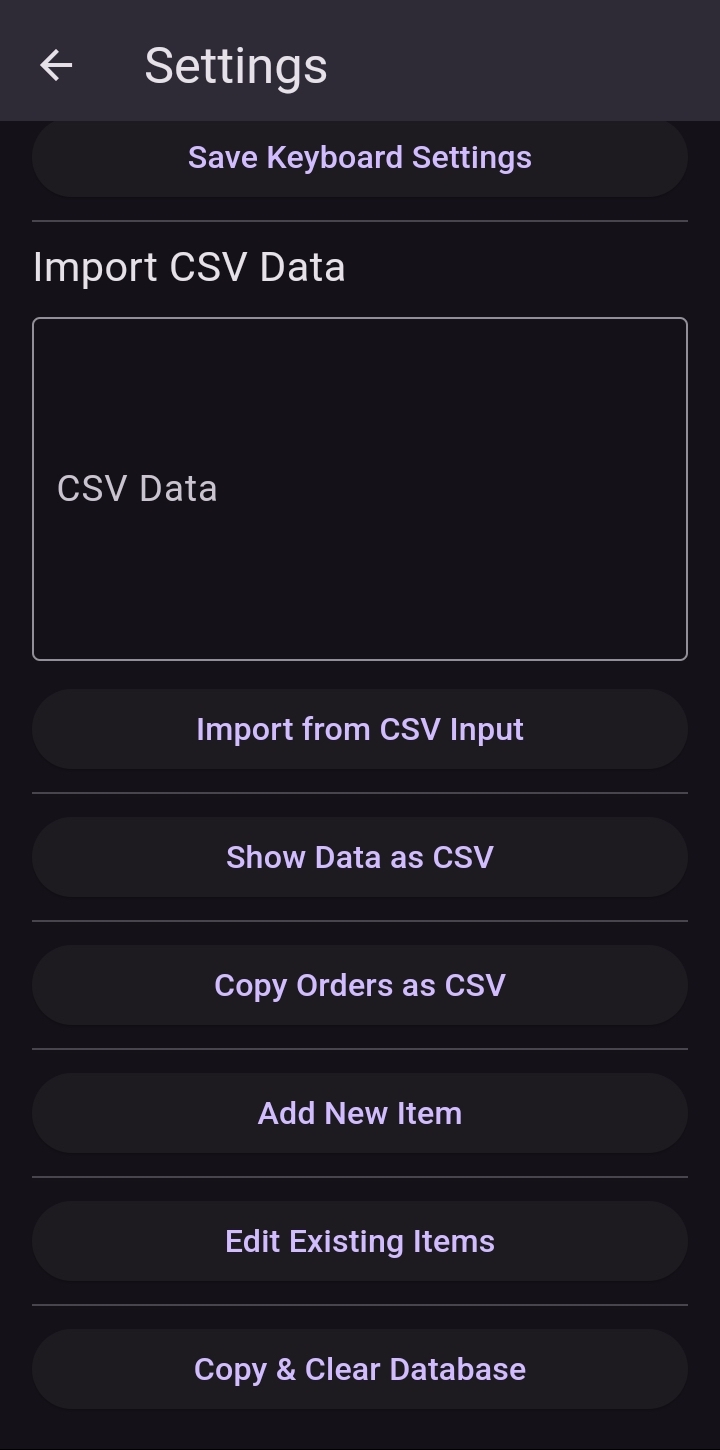 Settings
Save Keyboard Settings
Import CSV Data
CSV Data
Import from CSV Input
Show Data as CSV
Copy Orders as CSV
Add New Item
Edit Existing Items
Copy & Clear Database